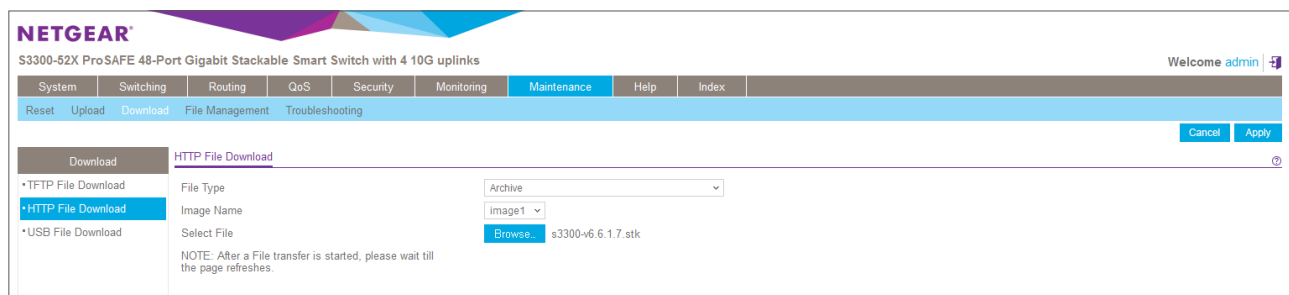 NETGEAR®
S3300-52X ProSAFE 48-Port Gigabit Stackable Smart Switch with 4 10G uplinks
Welcome admin
System Switching Routing QoS Security Monitoring Maintenance Help Index
Reset Upload Download File Management Troubleshooting
Cancel Apply
Download
• TFTP File Download
• HTTP File Download
• USB File Download
HTTP File Download
File Type Archive
Image Name image1
Select File Browse... s3300-v6.6.1.7.stk
NOTE: After a File transfer is started, please wait till
the page refreshes.